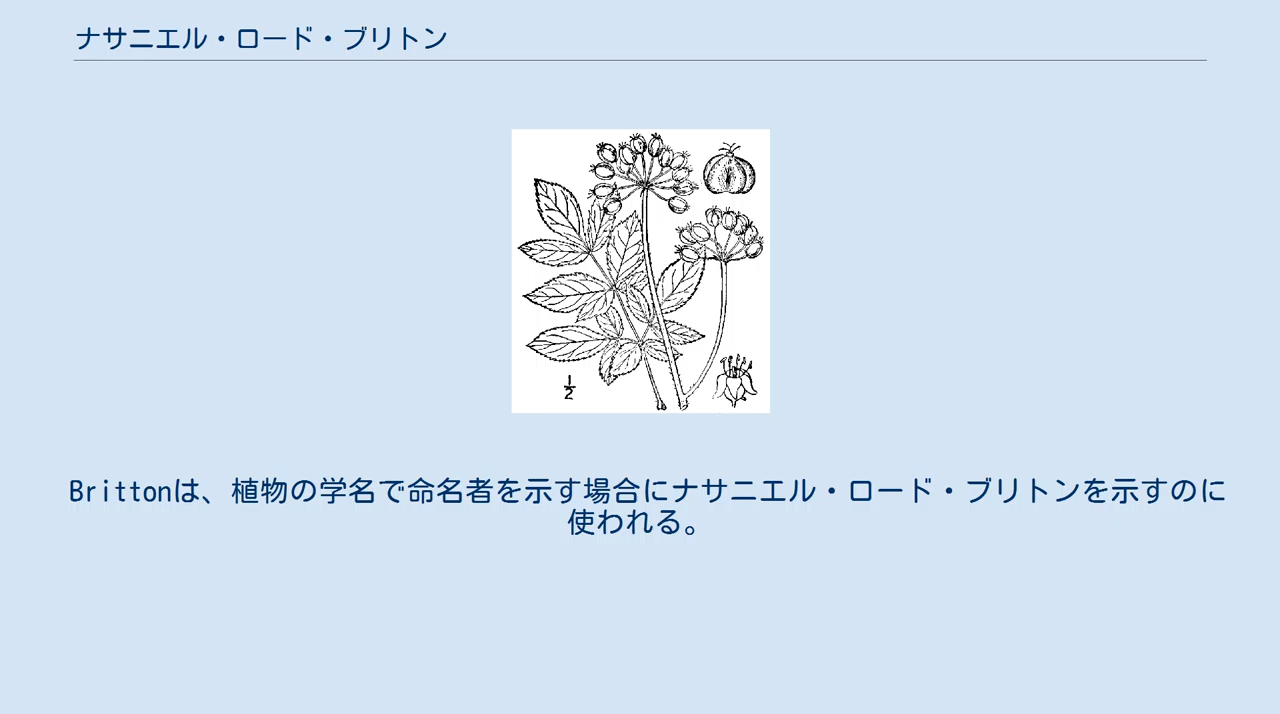 ナサニエル・ロード・ブリトン
1/2
Brittonは、植物の学名で命名者を示す場合にナサニエル・ロード・ブリトンを示すのに
使われる。